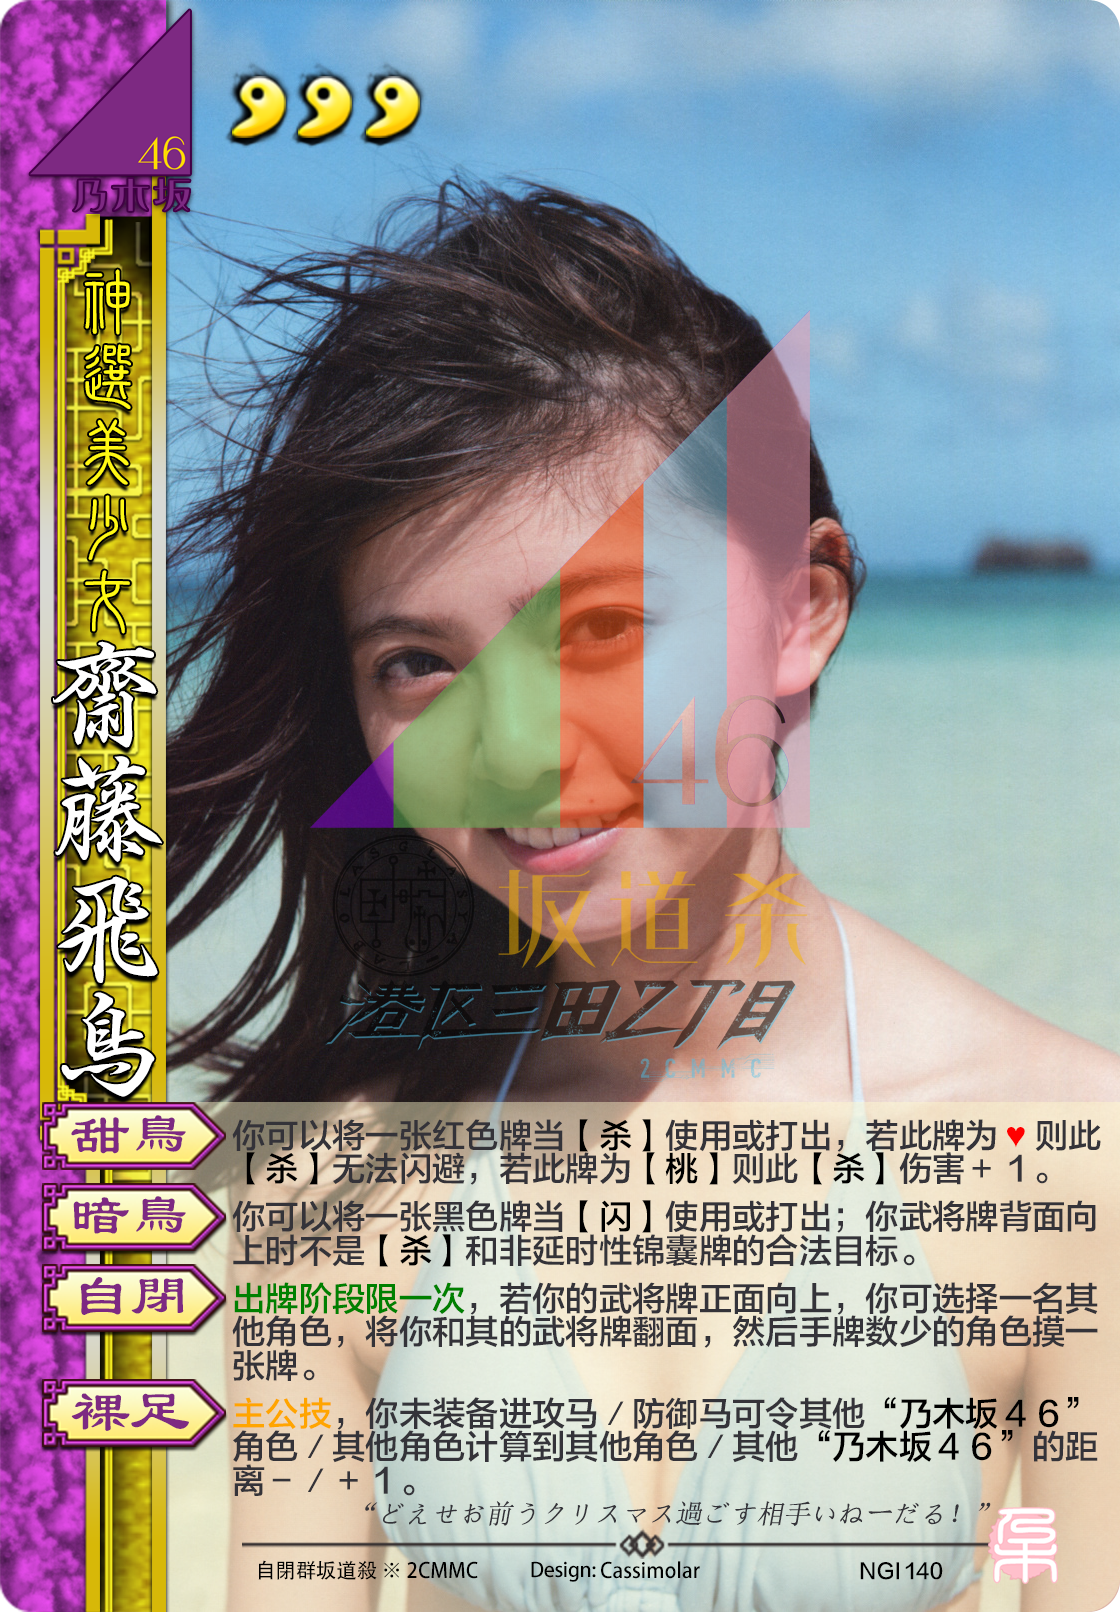 46
乃木坂
神選美少女
齋藤飛鳥
46
坂道杀
港区三田2丁目
2CMMC
甜鳥
你可以将一张红色牌当【杀】使用或打出，若此牌为♥则此
【杀】无法闪避，若此牌为【桃】则此【杀】伤害＋１。
暗鳥
你可以将一张黑色牌当【闪】使用或打出；你武将牌背面向
上时不是【杀】和非延时性锦囊牌的合法目标。
自閉
出牌阶段限一次，若你的武将牌正面向上，你可选择一名其
他角色，将你和其的武将牌翻面，然后手牌数少的角色摸一
张牌。
裸足
主公技，你未装备进攻马／防御马可令其他“乃木坂４６”
角色／其他角色计算到其他角色／其他“乃木坂４６”的距
离－／＋１。
“どえせお前うクリスマス過ごす相手いねーだる！”
自閉群坂道殺 ※ 2CMMC
Design: Cassimolar
NGI 140